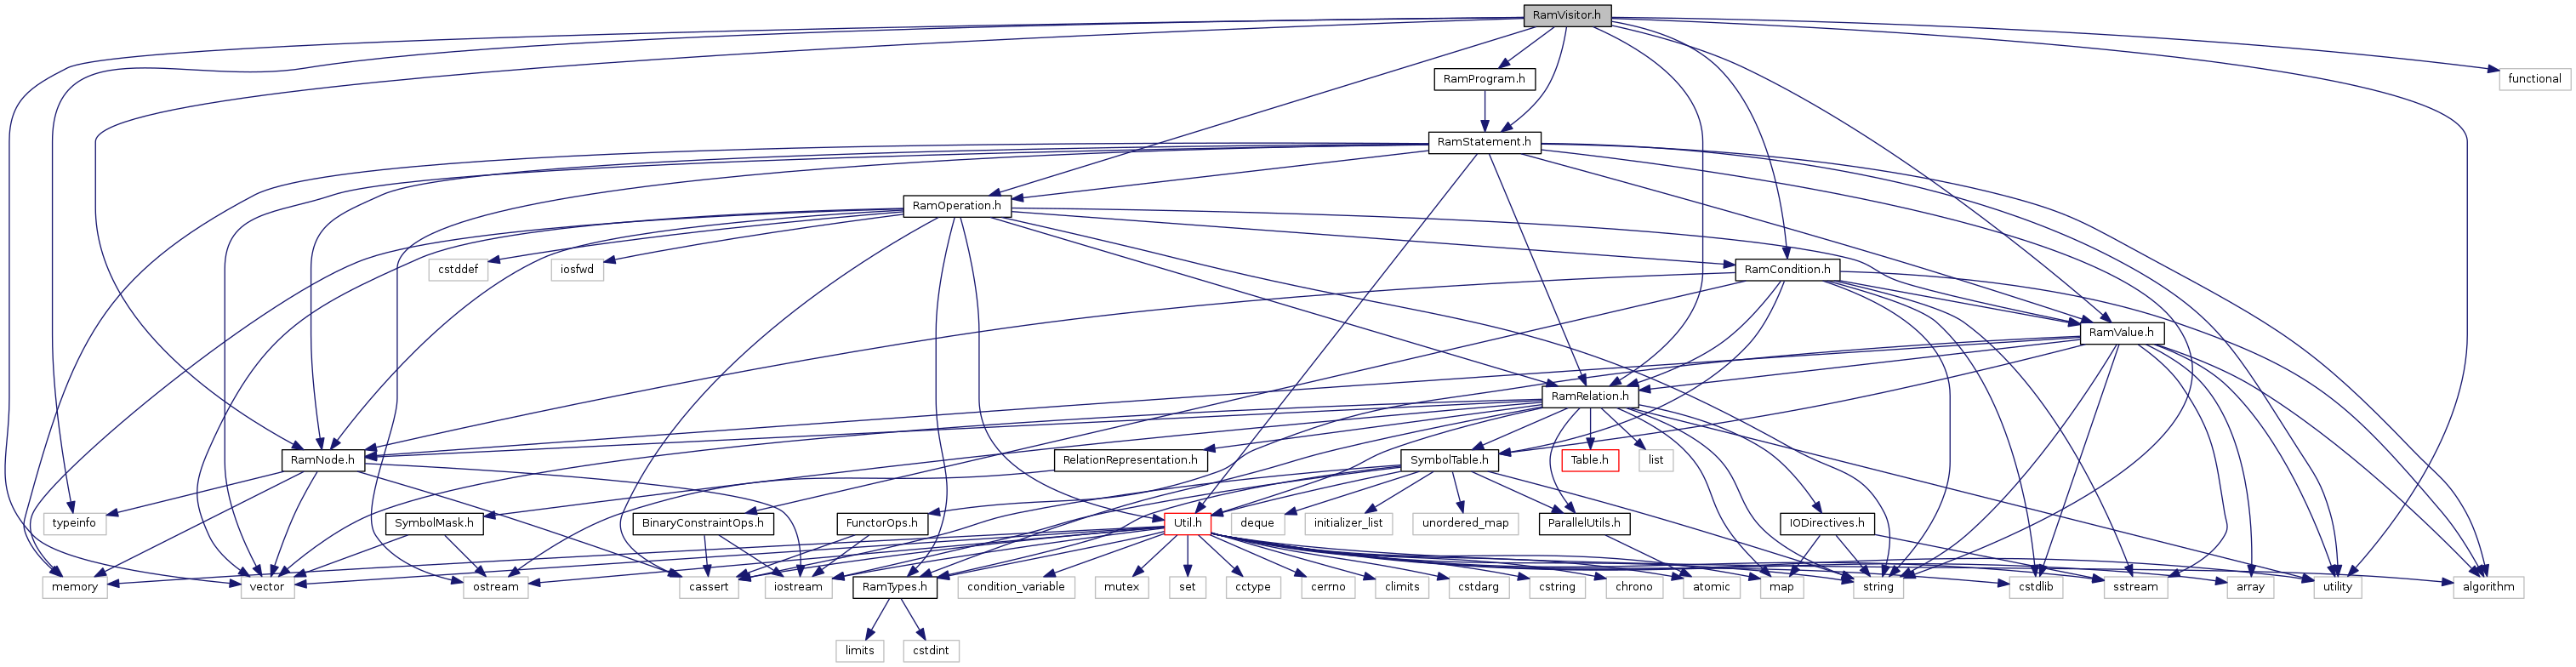 RamVisitor.h
RamProgram.h
functional
RamStatement.h
RamOperation.h
cstddef
iosfwd
RamCondition.h
RamValue.h
RamRelation.h
RamNode.h
RelationRepresentation.h
SymbolTable.h
Table.h
list
typeinfo
SymbolMask.h
BinaryConstraintOps.h
FunctorOps.h
Util.h
deque
initializer_list
unordered_map
ParallelUtils.h
IODirectives.h
memory
vector
ostream
cassert
iostream
RamTypes.h
condition_variable
mutex
set
cctype
cerrno
climits
cstdarg
cstring
chrono
atomic
map
string
cstdlib
sstream
array
utility
algorithm
limits
cstdint